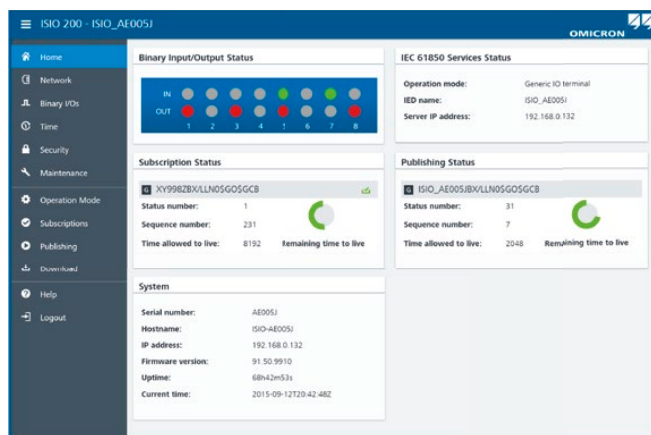 ISIO 200 - ISIO_AE005J
OMICRON
Home
Network
Binary I/Os
Time
Security
Maintenance
Operation Mode
Subscriptions
Publishing
Download
Help
Logout
Binary Input/Output Status
IN
OUT
1 2 3 4 5 6 7 8
IEC 61850 Services Status
Operation mode: Generic IO terminal
IED name: ISIO_AE005J
Server IP address: 192.168.0.132
Subscription Status
G XY998ZBX/LLN0$GO$GCB
Status number: 1
Sequence number: 231
Time allowed to live: 8192
Remaining time to live
Publishing Status
G ISIO_AE005JBX/LLN0$GO$GCB
Status number: 31
Sequence number: 7
Time allowed to live: 2048
Remaining time to live
System
Serial number: AE005J
Hostname: ISIO-AE005J
IP address: 192.168.0.132
Firmware version: 91.50.9910
Uptime: 68h42m53s
Current time: 2015-09-12T20:42:48Z